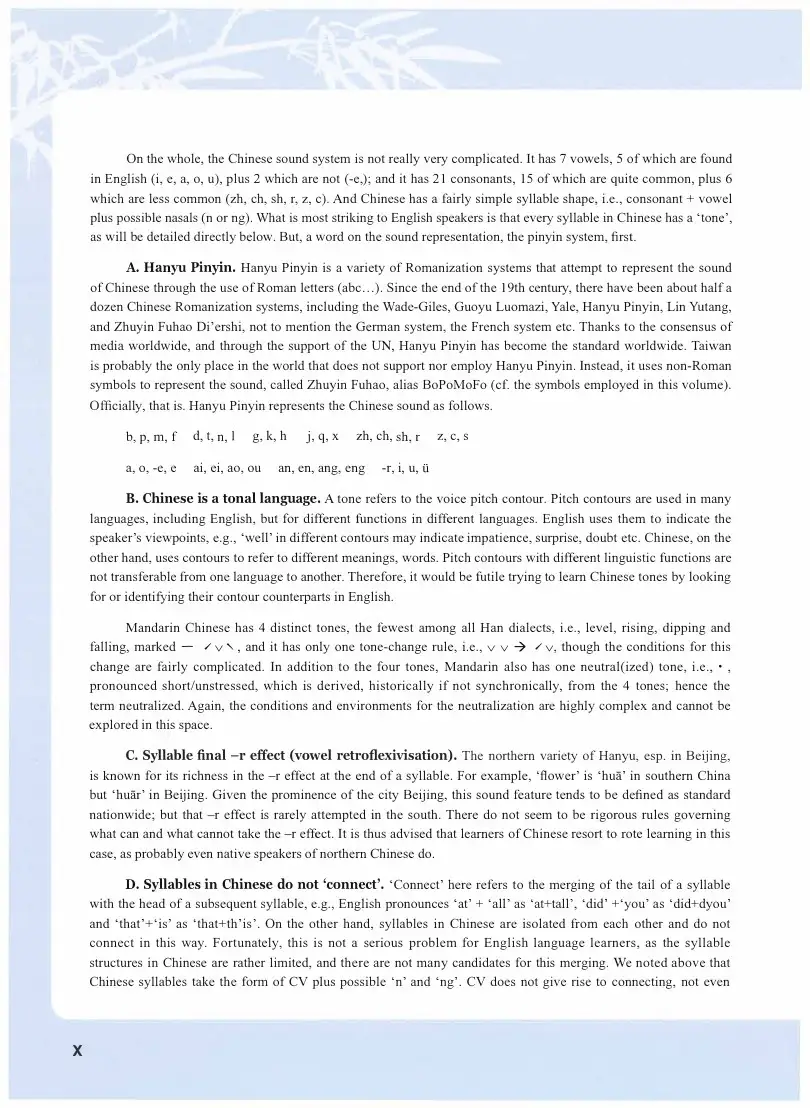 On the whole, the Chinese sound system is not really very complicated. It has 7 vowels, 5 of which are found
in English (i, e, a, o, u), plus 2 which are not (-e,); and it has 21 consonants, 15 of which are quite common, plus 6
which are less common (zh, ch, sh, r, z, c). And Chinese has a fairly simple syllable shape, i.e., consonant + vowel
plus possible nasals (n or ng). What is most striking to English speakers is that every syllable in Chinese has a ‘tone’,
as will be detailed directly below. But, a word on the sound representation, the pinyin system, first.
A. Hanyu Pinyin. Hanyu Pinyin is a variety of Romanization systems that attempt to represent the sound
of Chinese through the use of Roman letters (abc…). Since the end of the 19th century, there have been about half a
dozen Chinese Romanization systems, including the Wade-Giles, Guoyu Luomazi, Yale, Hanyu Pinyin, Lin Yutang,
and Zhuyin Fuhao Di’ershi, not to mention the German system, the French system etc. Thanks to the consensus of
media worldwide, and through the support of the UN, Hanyu Pinyin has become the standard worldwide. Taiwan
is probably the only place in the world that does not support nor employ Hanyu Pinyin. Instead, it uses non-Roman
symbols to represent the sound, called Zhuyin Fuhao, alias BoPoMoFo (cf. the symbols employed in this volume).
Officially, that is. Hanyu Pinyin represents the Chinese sound as follows.
b, p, m, f d, t, n, l g, k, h j, q, x zh, ch, sh, r z, c, s
a, o, -e, e ai, ei, ao, ou an, en, ang, eng -r, i, u, ü
B. Chinese is a tonal language. A tone refers to the voice pitch contour. Pitch contours are used in many
languages, including English, but for different functions in different languages. English uses them to indicate the
speaker’s viewpoints, e.g., ‘well’ in different contours may indicate impatience, surprise, doubt etc. Chinese, on the
other hand, uses contours to refer to different meanings, words. Pitch contours with different linguistic functions are
not transferable from one language to another. Therefore, it would be futile trying to learn Chinese tones by looking
for or identifying their contour counterparts in English.
Mandarin Chinese has 4 distinct tones, the fewest among all Han dialects, i.e., level, rising, dipping and
falling, marked — ˊ ˇ ˋ , and it has only one tone-change rule, i.e., ˇ ˇ → ˊ ˇ, though the conditions for this
change are fairly complicated. In addition to the four tones, Mandarin also has one neutral(ized) tone, i.e., • ,
pronounced short/unstressed, which is derived, historically if not synchronically, from the 4 tones; hence the
term neutralized. Again, the conditions and environments for the neutralization are highly complex and cannot be
explored in this space.
C. Syllable final –r effect (vowel retroflexivisation). The northern variety of Hanyu, esp. in Beijing,
is known for its richness in the –r effect at the end of a syllable. For example, ‘flower’ is ‘huā’ in southern China
but ‘huār’ in Beijing. Given the prominence of the city Beijing, this sound feature tends to be defined as standard
nationwide; but that –r effect is rarely attempted in the south. There do not seem to be rigorous rules governing
what can and what cannot take the –r effect. It is thus advised that learners of Chinese resort to rote learning in this
case, as probably even native speakers of northern Chinese do.
D. Syllables in Chinese do not ‘connect’. ‘Connect’ here refers to the merging of the tail of a syllable
with the head of a subsequent syllable, e.g., English pronounces ‘at’ + ‘all’ as ‘at+tall’, ‘did’ +‘you’ as ‘did+dyou’
and ‘that’+‘is’ as ‘that+th’is’. On the other hand, syllables in Chinese are isolated from each other and do not
connect in this way. Fortunately, this is not a serious problem for English language learners, as the syllable
structures in Chinese are rather limited, and there are not many candidates for this merging. We noted above that
Chinese syllables take the form of CV plus possible ‘n’ and ‘ng’. CV does not give rise to connecting, not even
X